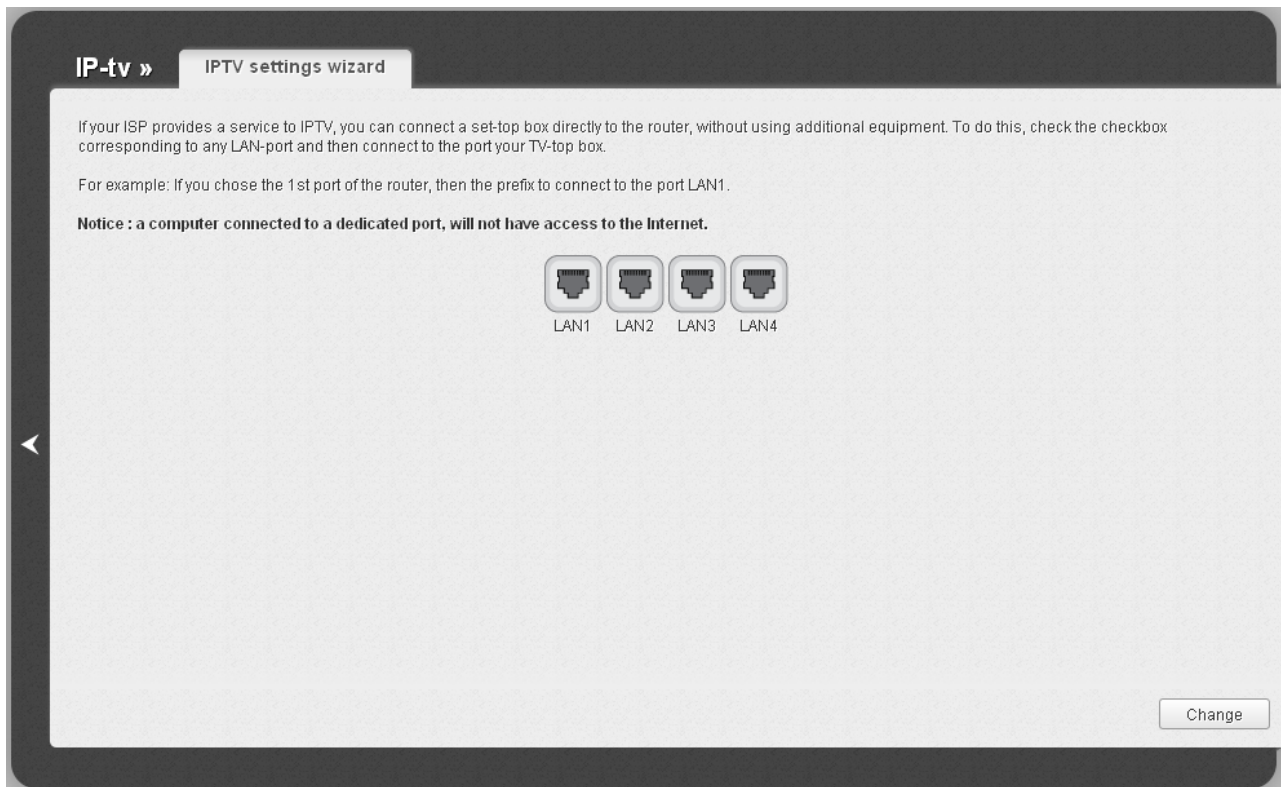 IP-tv »
IPTV settings wizard
If your ISP provides a service to IPTV, you can connect a set-top box directly to the router, without using additional equipment. To do this, check the checkbox
corresponding to any LAN-port and then connect to the port your TV-top box.
For example: If you chose the 1st port of the router, then the prefix to connect to the port LAN1.
Notice : a computer connected to a dedicated port, will not have access to the Internet.
LAN1 LAN2 LAN3 LAN4
Change